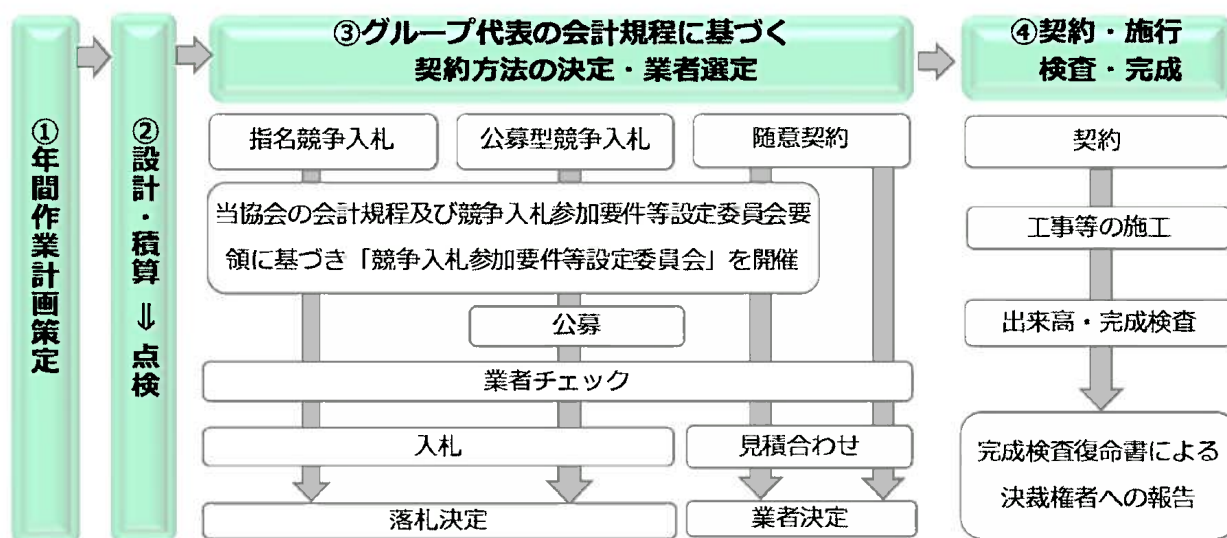 ①年間作業計画策定
②設計・積算⇒点検
③グループ代表の会計規程に基づく
契約方法の決定・業者選定
指名競争入札
公募型競争入札
随意契約
当協会の会計規程及び競争入札参加要件等設定委員会要
領に基づき「競争入札参加要件等設定委員会」を開催
公募
業者チェック
入札
見積合わせ
落札決定
業者決定
④契約・施行
検査・完成
契約
工事等の施工
出来高・完成検査
完成検査復命書による
決裁権者への報告